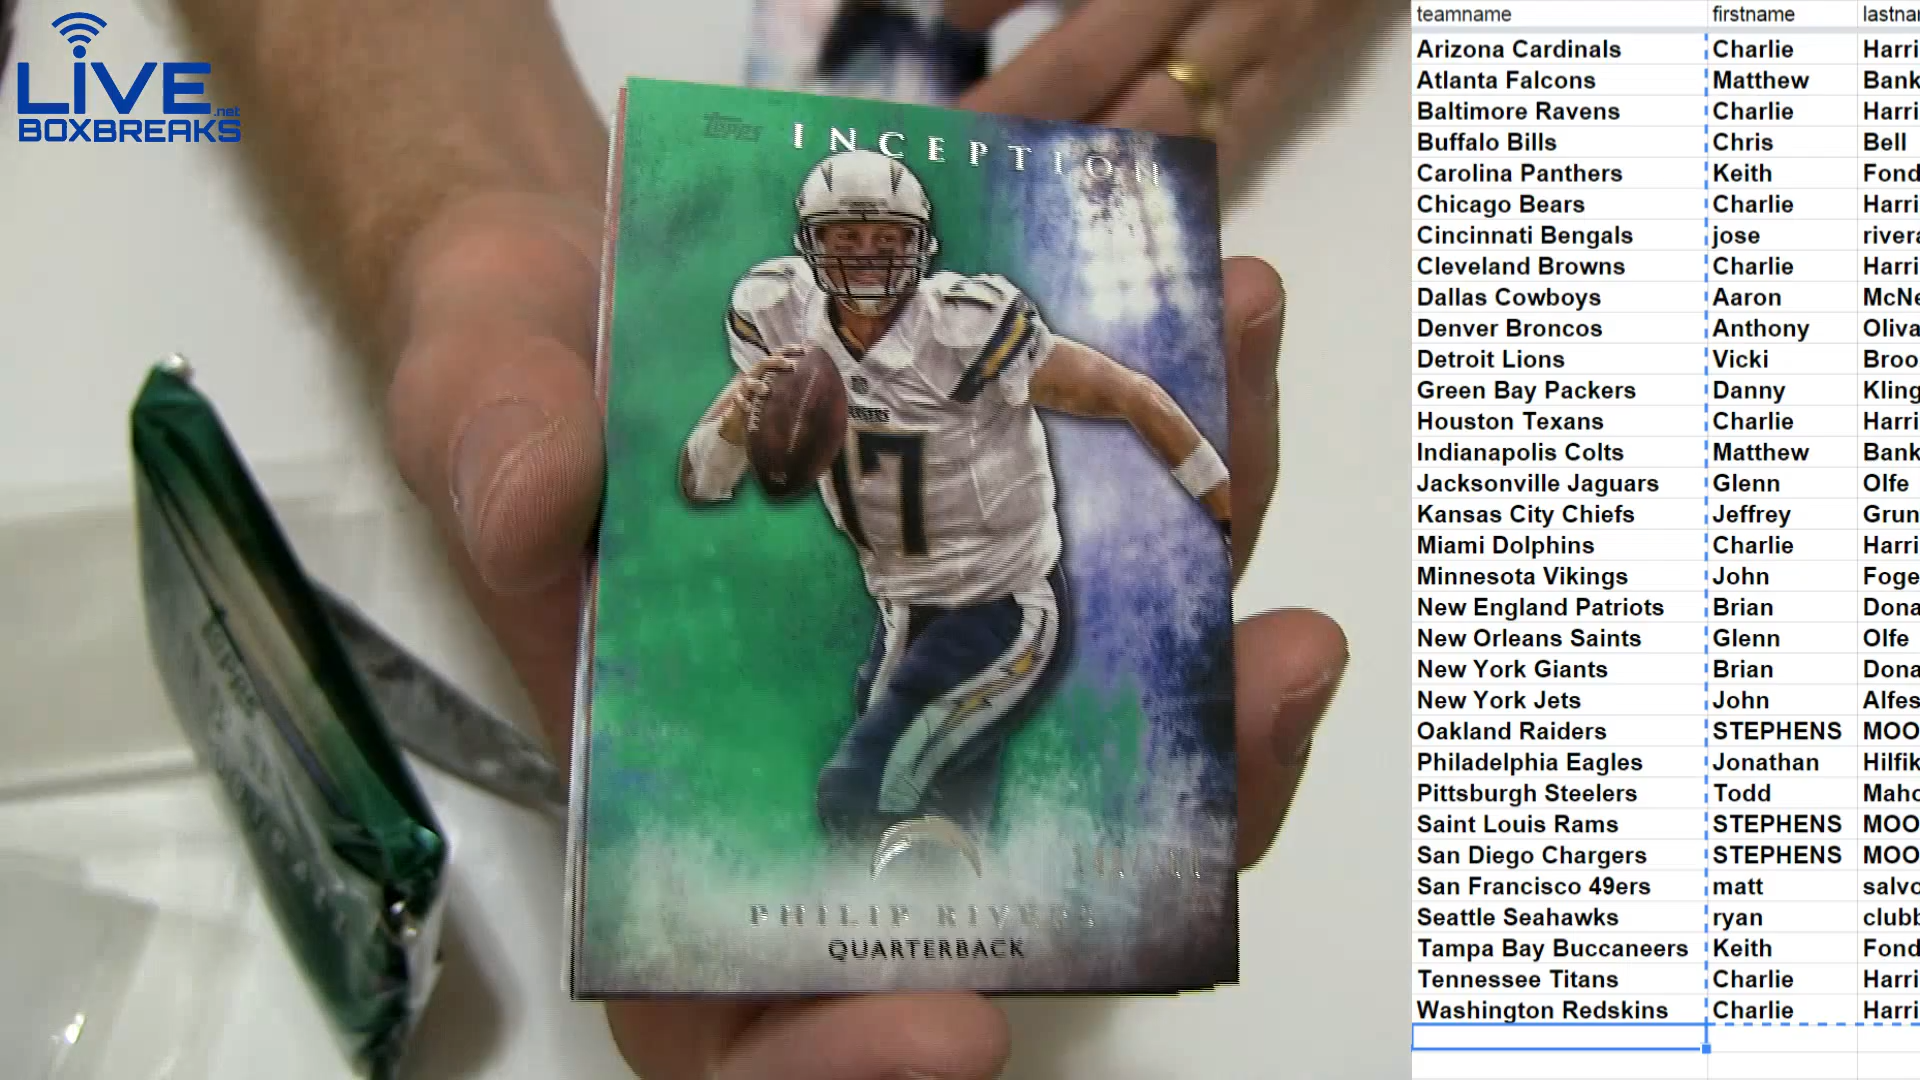 LiVE.net
BOXBREAKS
topps INCEPTION
17
PHILIP RIVERS
QUARTERBACK
topps
teamname firstname lastnam
Arizona Cardinals Charlie Harri
Atlanta Falcons Matthew Bank
Baltimore Ravens Charlie Harri
Buffalo Bills Chris Bell
Carolina Panthers Keith Fond
Chicago Bears Charlie Harri
Cincinnati Bengals jose rivera
Cleveland Browns Charlie Harri
Dallas Cowboys Aaron McNe
Denver Broncos Anthony Oliva
Detroit Lions Vicki Broo
Green Bay Packers Danny Kling
Houston Texans Charlie Harri
Indianapolis Colts Matthew Bank
Jacksonville Jaguars Glenn Olfe
Kansas City Chiefs Jeffrey Grun
Miami Dolphins Charlie Harri
Minnesota Vikings John Foge
New England Patriots Brian Dona
New Orleans Saints Glenn Olfe
New York Giants Brian Dona
New York Jets John Alfes
Oakland Raiders STEPHENS MOO
Philadelphia Eagles Jonathan Hilfik
Pittsburgh Steelers Todd Maho
Saint Louis Rams STEPHENS MOO
San Diego Chargers STEPHENS MOO
San Francisco 49ers matt salvo
Seattle Seahawks ryan clubb
Tampa Bay Buccaneers Keith Fond
Tennessee Titans Charlie Harri
Washington Redskins Charlie Harri